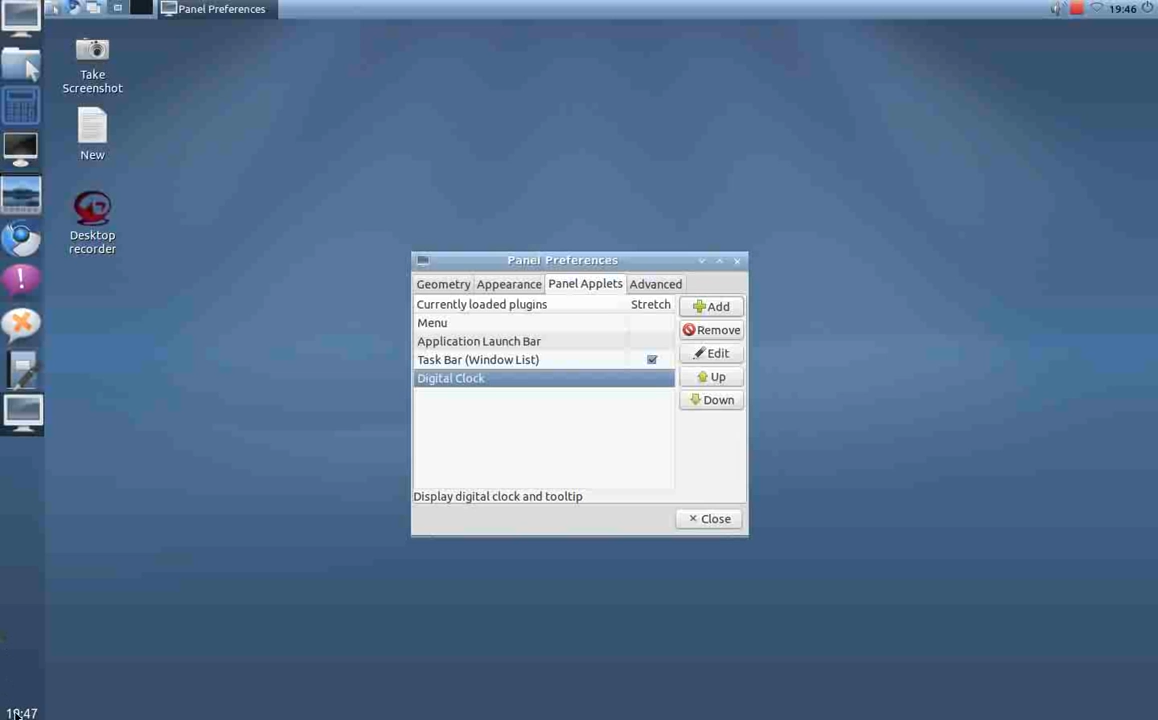 Panel Preferences
19:46
Take
Screenshot
New
Desktop
recorder
Panel Preferences
Geometry Appearance Panel Applets Advanced
Currently loaded plugins Stretch
Menu
Application Launch Bar
Task Bar (Window List)
Digital Clock
Add
Remove
Edit
Up
Down
Display digital clock and tooltip
Close
19:47